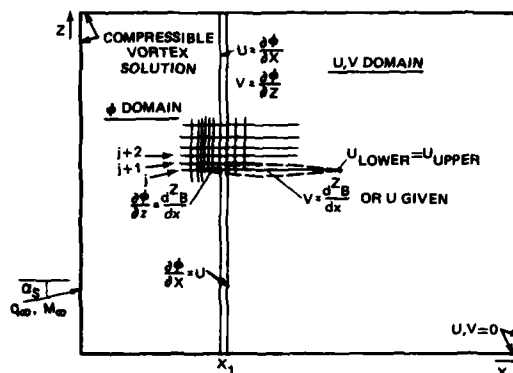 Z
COMPRESSIBLE
VORTEX
SOLUTION
U = ∂ϕ/∂X
V = ∂ϕ/∂Z
U,V DOMAIN
ϕ DOMAIN
j+2
j+1
j
U LOWER = U UPPER
∂ϕ/∂z = dZB/dx
V = dZB/dx OR U GIVEN
∂ϕ/∂X = U
αS
q∞, M∞
U,V=0
X1
X